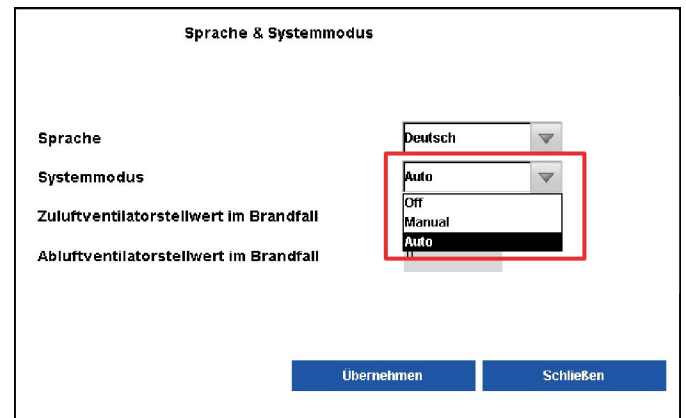 Sprache & Systemmodus
Sprache
Deutsch
Systemmodus
Auto
Off
Manual
Auto
Zuluftventilatorstellwert im Brandfall
Abluftventilatorstellwert im Brandfall
Übernehmen
Schließen